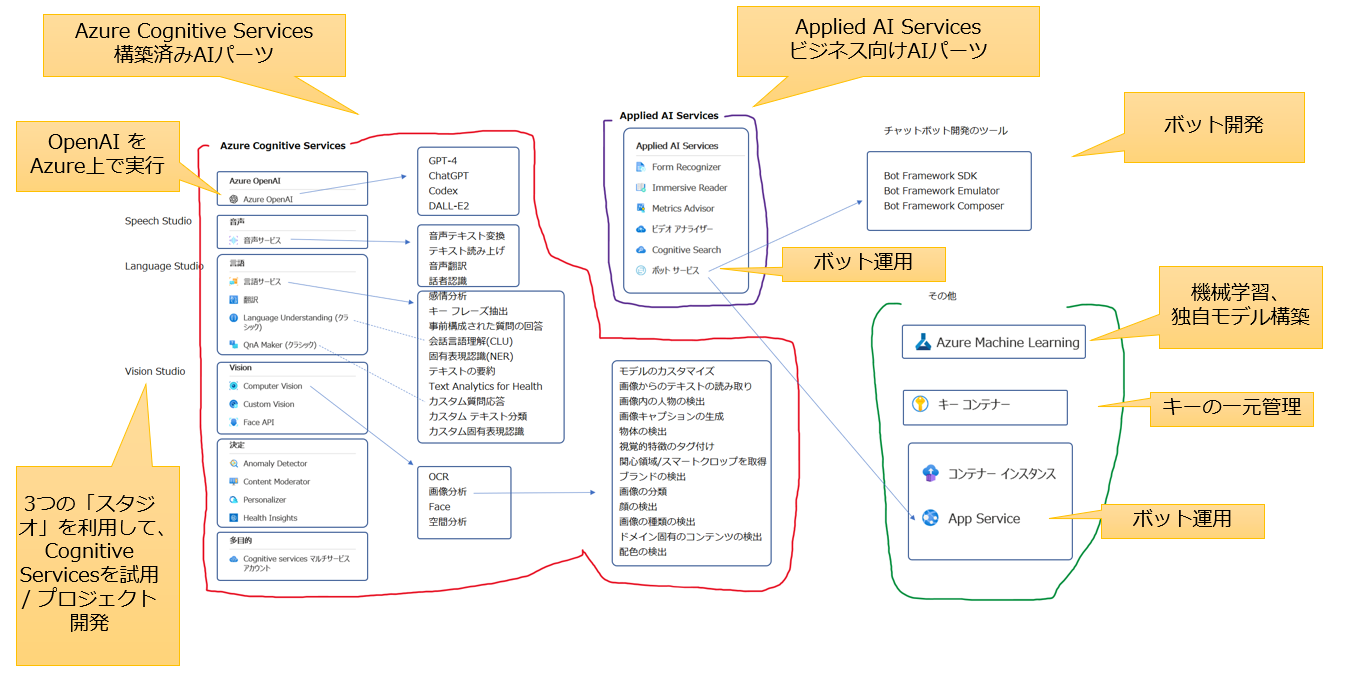 Azure Cognitive Services
構築済みAIパーツ
Applied AI Services
ビジネス向けAIパーツ
OpenAI を
Azure上で実行
Azure Cognitive Services
Azure OpenAI
Azure OpenAI
Speech Studio
音声
音声サービス
Language Studio
言語
言語サービス
翻訳
Language Understanding (クラ
シック)
QnA Maker (クラシック)
Vision Studio
Vision
Computer Vision
Custom Vision
Face API
決定
Anomaly Detector
Content Moderator
Personalizer
Health Insights
多目的
Cognitive services マルチサービス
アカウント
3つの「スタジ
オ」を利用して、
Cognitive
Servicesを試用
/ プロジェクト
開発
GPT-4
ChatGPT
Codex
DALL-E2
音声テキスト変換
テキスト読み上げ
音声翻訳
話者認識
感情分析
キー フレーズ抽出
事前構成された質問の回答
会話言語理解(CLU)
固有表現認識(NER)
テキストの要約
Text Analytics for Health
カスタム質問応答
カスタム テキスト分類
カスタム固有表現認識
OCR
画像分析
Face
空間分析
モデルのカスタマイズ
画像からのテキストの読み取り
画像内の人物の検出
画像キャプションの生成
物体の検出
視覚的特徴のタグ付け
関心領域/スマートクロップを取得
ブランドの検出
画像の分類
顔の検出
画像の種類の検出
ドメイン固有のコンテンツの検出
配色の検出
Applied AI Services
Applied AI Services
Form Recognizer
Immersive Reader
Metrics Advisor
ビデオ アナライザー
Cognitive Search
ボット サービス
ボット運用
チャットボット開発のツール
Bot Framework SDK
Bot Framework Emulator
Bot Framework Composer
ボット開発
その他
Azure Machine Learning
機械学習、
独自モデル構築
キー コンテナー
キーの一元管理
コンテナー インスタンス
App Service
ボット運用